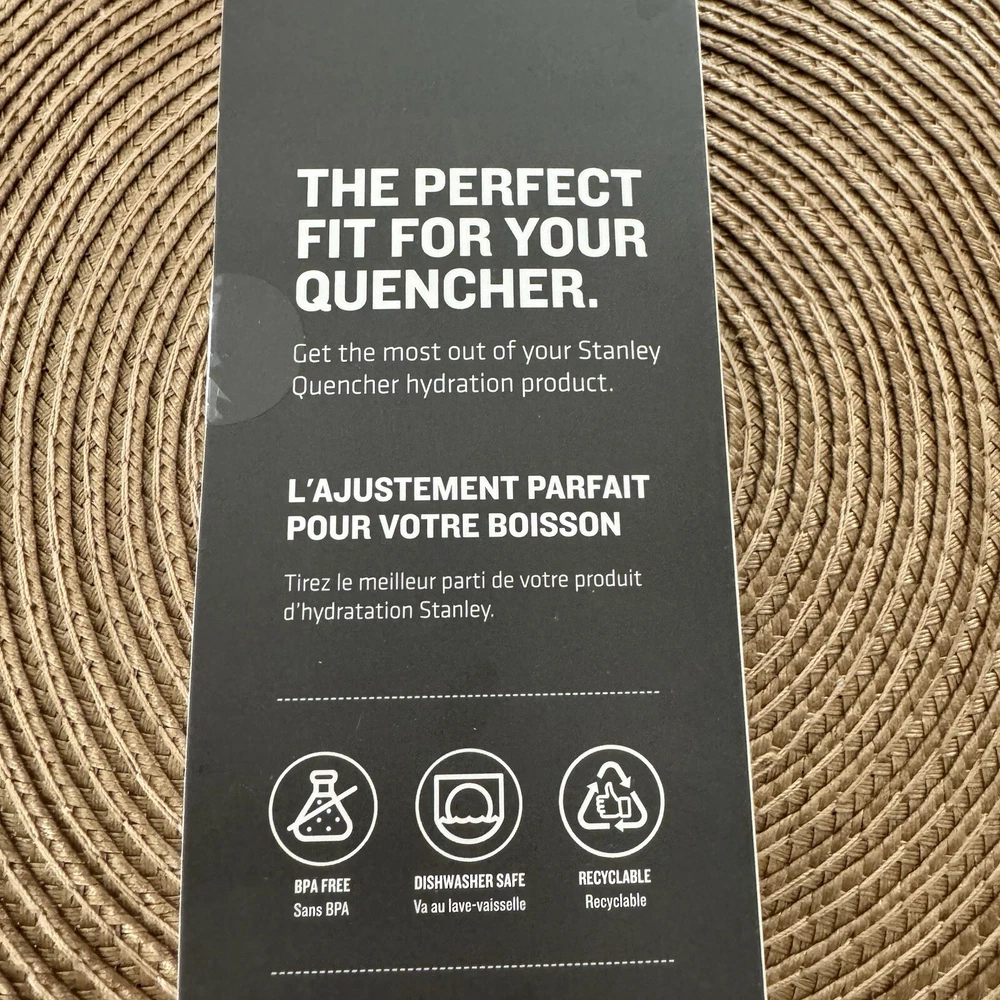 THE PERFECT
FIT FOR YOUR
QUENCHER.
Get the most out of your Stanley
Quencher hydration product.
L'AJUSTEMENT PARFAIT
POUR VOTRE BOISSON
Tirez le meilleur parti de votre produit
d'hydratation Stanley.
BPA FREE
Sans BPA
DISHWASHER SAFE
Va au lave-vaisselle
RECYCLABLE
Recyclable